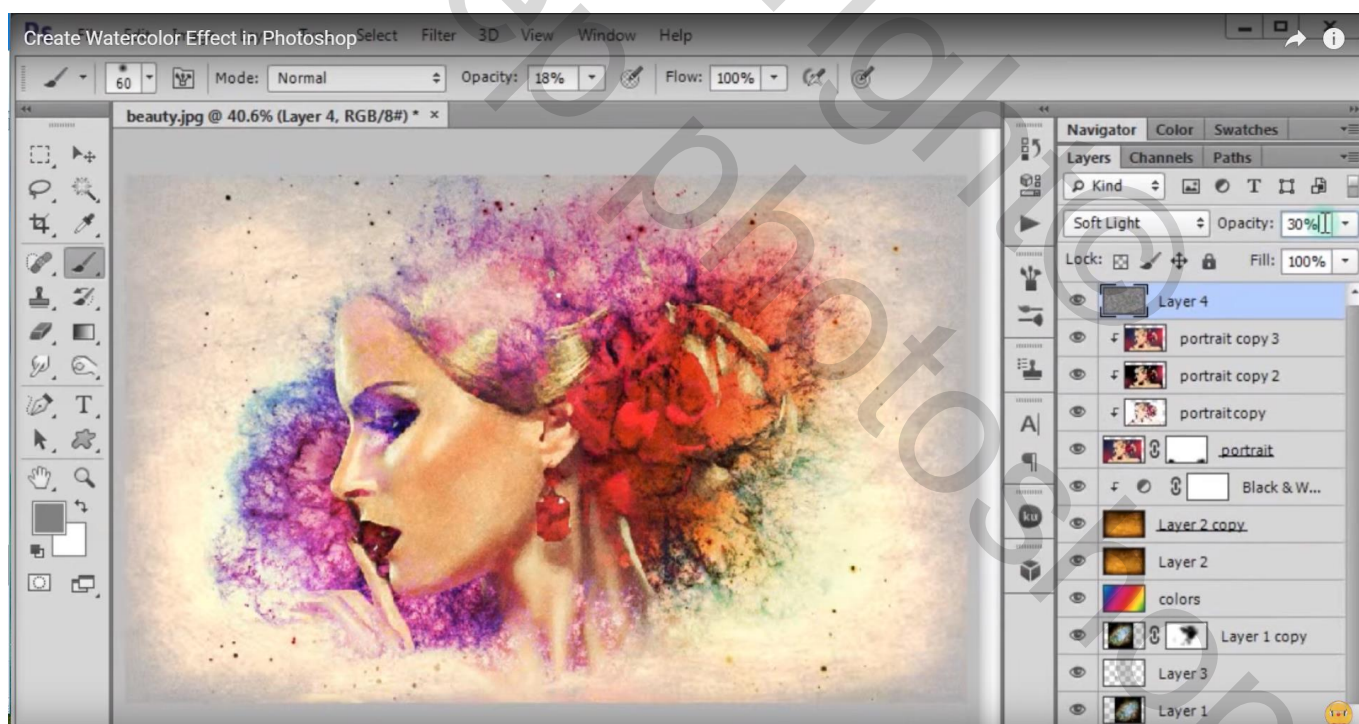 Create Watercolor Effect in Photoshop
Select Filter 3D View Window Help
60 Mode: Normal Opacity: 18% Flow: 100%
beauty.jpg @ 40.6% (Layer 4, RGB/8#) * ×
Navigator Color Swatches
Layers Channels Paths
Kind
Soft Light Opacity: 30%
Lock: Fill: 100%
Layer 4
portrait copy 3
portrait copy 2
portrait copy
portrait
Black & W...
Layer 2 copy
Layer 2
colors
Layer 1 copy
Layer 3
Layer 1
ku